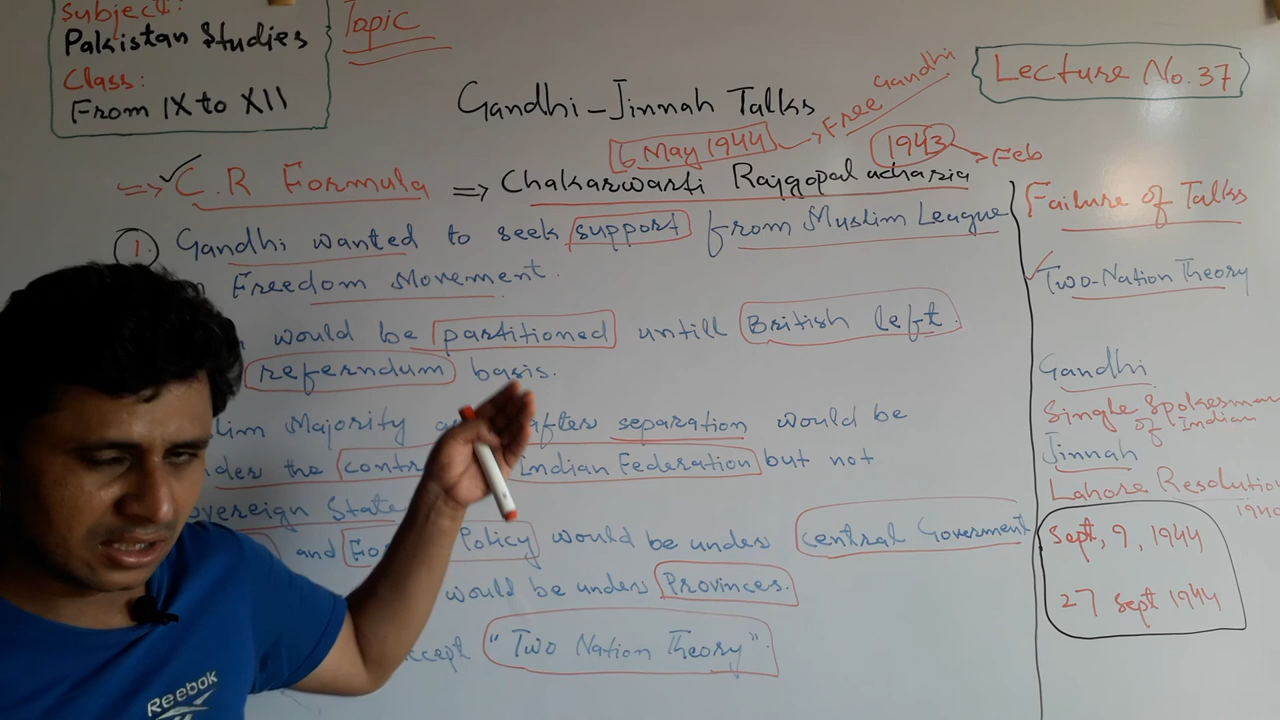 Subject:
Pakistan Studies
Class:
From IX to XII
Topic
Lecture No. 37
Gandhi-Jinnah Talks
6 May 1944
Free Gandhi
1943
Feb
C.R Formula => Chakarwarti Rajgopalacharia
1. Gandhi wanted to seek support from Muslim League
Freedom Movement.
would be partitioned untill British left.
referndum basis.
Majority after separation would be
the Indian Federation but not
State
and Policy would be under central Goverment
would be under Provinces.
"Two Nation Theory"
Failure of Talks
Two-Nation Theory
Gandhi
Single Spokesman
of Indian
Jinnah
Lahore Resolution
1940
Sept, 9, 1944
27 Sept 1944
Reebok